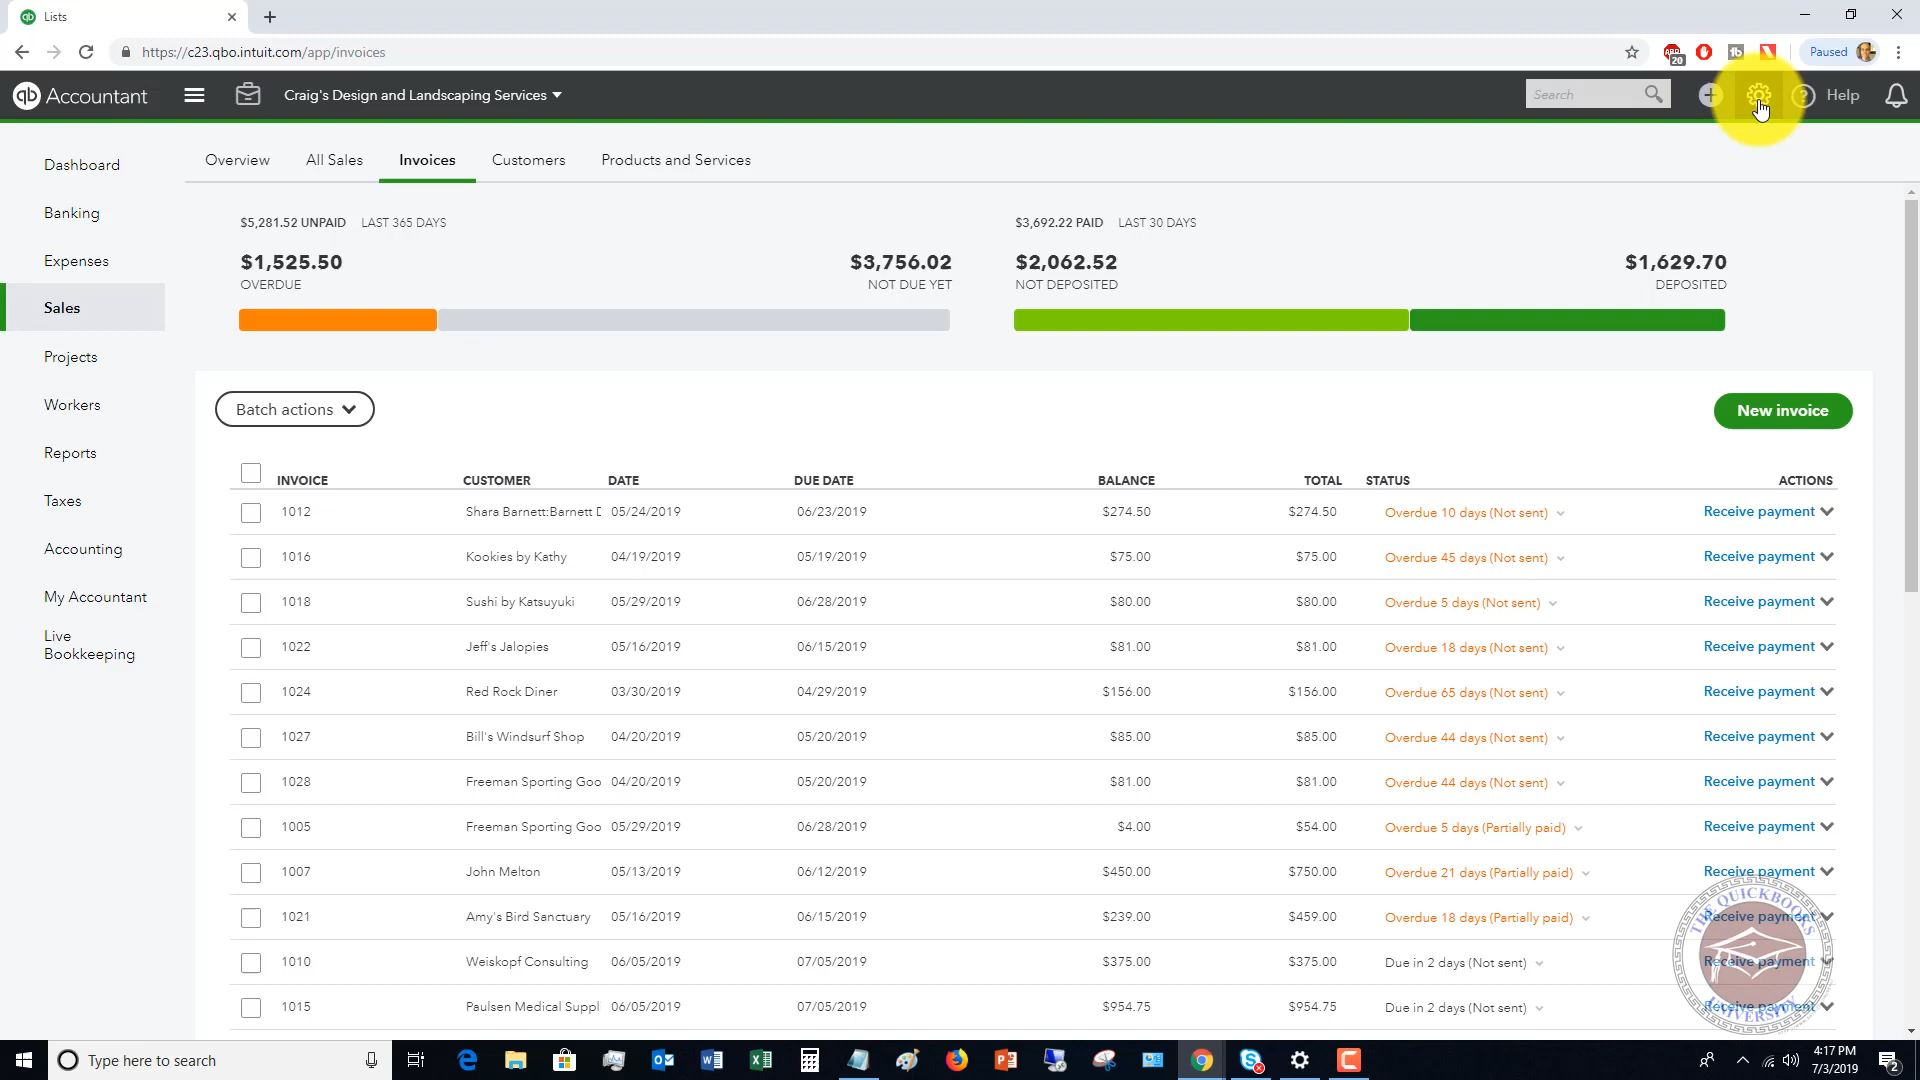 Lists
https://c23.qbo.intuit.com/app/invoices
20
Paused
qb Accountant
Craig's Design and Landscaping Services
Search
Help
Dashboard
Banking
Expenses
Sales
Projects
Workers
Reports
Taxes
Accounting
My Accountant
Live
Bookkeeping
Overview All Sales Invoices Customers Products and Services
$5,281.52 UNPAID LAST 365 DAYS
$1,525.50 $3,756.02
OVERDUE NOT DUE YET
$3,692.22 PAID LAST 30 DAYS
$2,062.52 $1,629.70
NOT DEPOSITED DEPOSITED
Batch actions
New invoice
INVOICE CUSTOMER DATE DUE DATE BALANCE TOTAL STATUS ACTIONS
1012 Shara Barnett:Barnett D 05/24/2019 06/23/2019 $274.50 $274.50 Overdue 10 days (Not sent) Receive payment
1016 Kookies by Kathy 04/19/2019 05/19/2019 $75.00 $75.00 Overdue 45 days (Not sent) Receive payment
1018 Sushi by Katsuyuki 05/29/2019 06/28/2019 $80.00 $80.00 Overdue 5 days (Not sent) Receive payment
1022 Jeff's Jalopies 05/16/2019 06/15/2019 $81.00 $81.00 Overdue 18 days (Not sent) Receive payment
1024 Red Rock Diner 03/30/2019 04/29/2019 $156.00 $156.00 Overdue 65 days (Not sent) Receive payment
1027 Bill's Windsurf Shop 04/20/2019 05/20/2019 $85.00 $85.00 Overdue 44 days (Not sent) Receive payment
1028 Freeman Sporting Goo 04/20/2019 05/20/2019 $81.00 $81.00 Overdue 44 days (Not sent) Receive payment
1005 Freeman Sporting Goo 05/29/2019 06/28/2019 $4.00 $54.00 Overdue 5 days (Partially paid) Receive payment
1007 John Melton 05/13/2019 06/12/2019 $450.00 $750.00 Overdue 21 days (Partially paid) Receive payment
1021 Amy's Bird Sanctuary 05/16/2019 06/15/2019 $239.00 $459.00 Overdue 18 days (Partially paid) Receive payment
1010 Weiskopf Consulting 06/05/2019 07/05/2019 $375.00 $375.00 Due in 2 days (Not sent) Receive payment
1015 Paulsen Medical Suppl 06/05/2019 07/05/2019 $954.75 $954.75 Due in 2 days (Not sent) Receive payment
THE QUICKBOOKS
UNIVERSITY
Type here to search
4:17 PM
7/3/2019
2